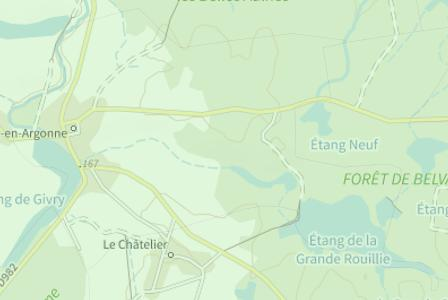 -en-Argonne
167
Étang Neuf
FORÊT DE BELVA
ng de Givry
Étang
Le Châtelier
Étang de la
Grande Rouillie
D982